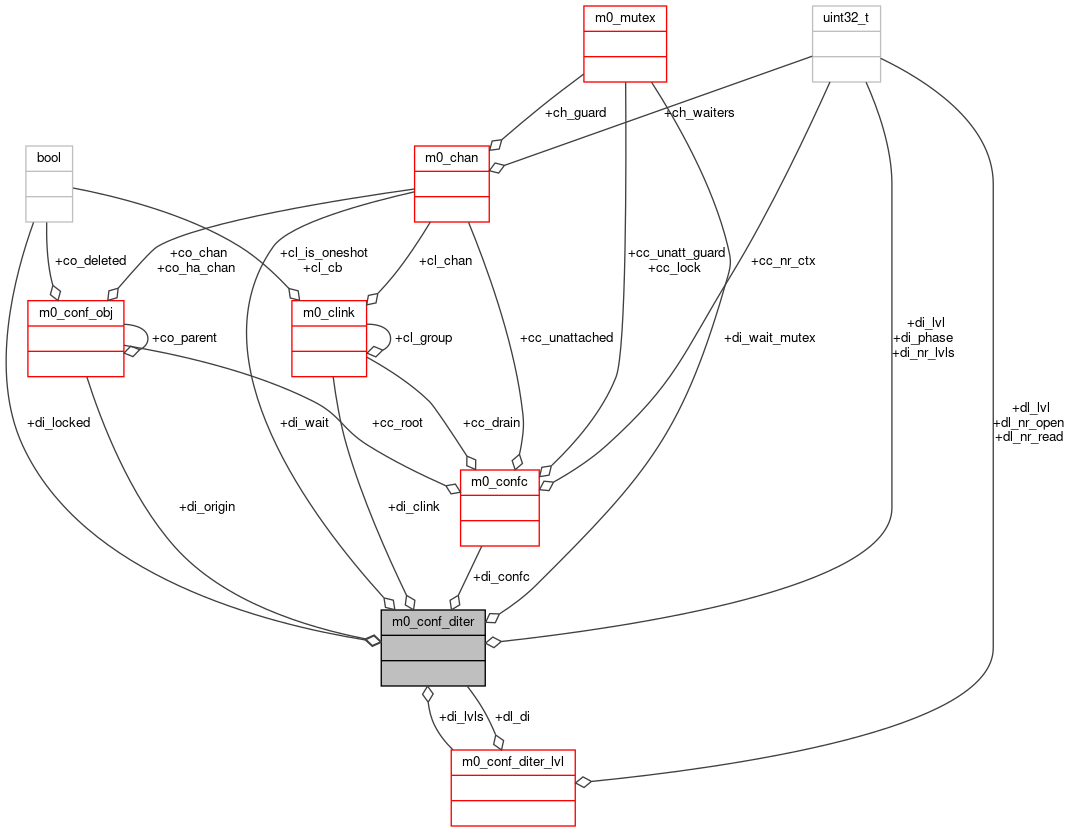 m0_mutex
uint32_t
+ch_guard
+ch_waiters
bool
m0_chan
+co_deleted
+co_chan
+co_ha_chan
+cl_is_oneshot
+cl_cb
+cl_chan
+cc_unatt_guard
+cc_lock
+cc_nr_ctx
m0_conf_obj
+co_parent
m0_clink
+cl_group
+cc_unattached
+di_wait_mutex
+di_lvl
+di_phase
+di_nr_lvls
+di_locked
+di_wait
+cc_root
+cc_drain
+dl_lvl
+dl_nr_open
+dl_nr_read
m0_confc
+di_origin
+di_clink
+di_confc
m0_conf_diter
+di_lvls
+dl_di
m0_conf_diter_lvl